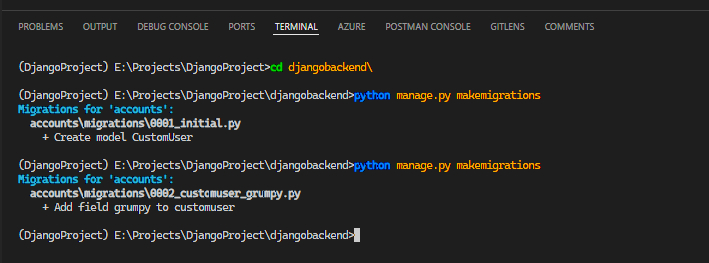 PROBLEMS OUTPUT DEBUG CONSOLE PORTS TERMINAL AZURE POSTMAN CONSOLE GITLENS COMMENTS
(DjangoProject) E:\Projects\DjangoProject>cd djangobackend\
(DjangoProject) E:\Projects\DjangoProject\djangobackend>python manage.py makemigrations
Migrations for 'accounts':
accounts\migrations\0001_initial.py
+ Create model CustomUser
(DjangoProject) E:\Projects\DjangoProject\djangobackend>python manage.py makemigrations
Migrations for 'accounts':
accounts\migrations\0002_customuser_grumpy.py
+ Add field grumpy to customuser
(DjangoProject) E:\Projects\DjangoProject\djangobackend>